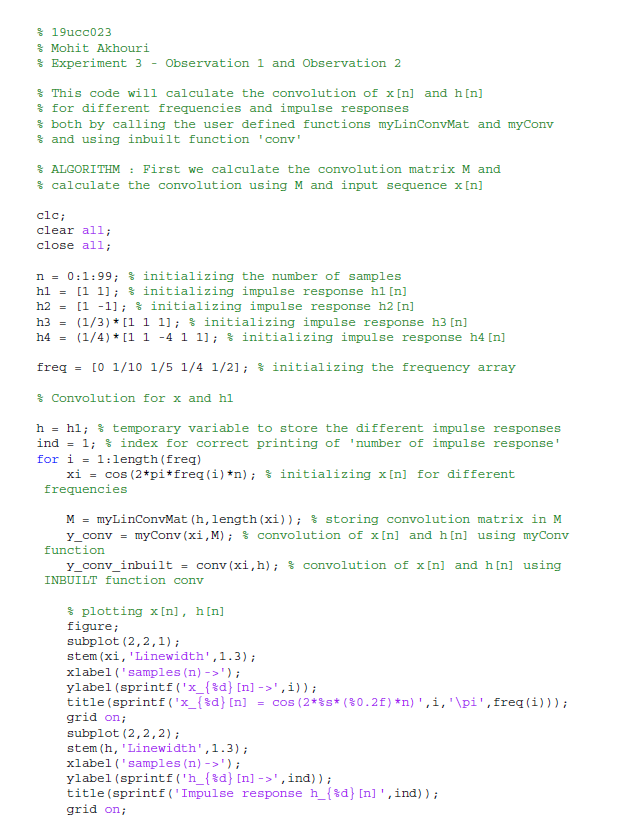 % 19ucc023
% Mohit Akhouri
% Experiment 3 - Observation 1 and Observation 2

% This code will calculate the convolution of x[n] and h[n]
% for different frequencies and impulse responses
% both by calling the user defined functions myLinConvMat and myConv
% and using inbuilt function 'conv'

% ALGORITHM : First we calculate the convolution matrix M and
% calculate the convolution using M and input sequence x[n]

clc;
clear all;
close all;

n = 0:1:99; % initializing the number of samples
h1 = [1 1]; % initializing impulse response h1[n]
h2 = [1 -1]; % initializing impulse response h2[n]
h3 = (1/3)*[1 1 1]; % initializing impulse response h3[n]
h4 = (1/4)*[1 1 -4 1 1]; % initializing impulse response h4[n]

freq = [0 1/10 1/5 1/4 1/2]; % initializing the frequency array

% Convolution for x and h1

h = h1; % temporary variable to store the different impulse responses
ind = 1; % index for correct printing of 'number of impulse response'
for i = 1:length(freq)
    xi = cos(2*pi*freq(i)*n); % initializing x[n] for different
 frequencies

    M = myLinConvMat(h,length(xi)); % storing convolution matrix in M
    y_conv = myConv(xi,M); % convolution of x[n] and h[n] using myConv
 function
    y_conv_inbuilt = conv(xi,h); % convolution of x[n] and h[n] using
 INBUILT function conv

    % plotting x[n], h[n]
    figure;
    subplot(2,2,1);
    stem(xi,'Linewidth',1.3);
    xlabel('samples(n)->');
    ylabel(sprintf('x_{%d}[n]->',i));
    title(sprintf('x_{%d}[n] = cos(2*%s*(%0.2f)*n)',i,'\pi',freq(i)));
    grid on;
    subplot(2,2,2);
    stem(h,'Linewidth',1.3);
    xlabel('samples(n)->');
    ylabel(sprintf('h_{%d}[n]->',ind));
    title(sprintf('Impulse response h_{%d}[n]',ind));
    grid on;